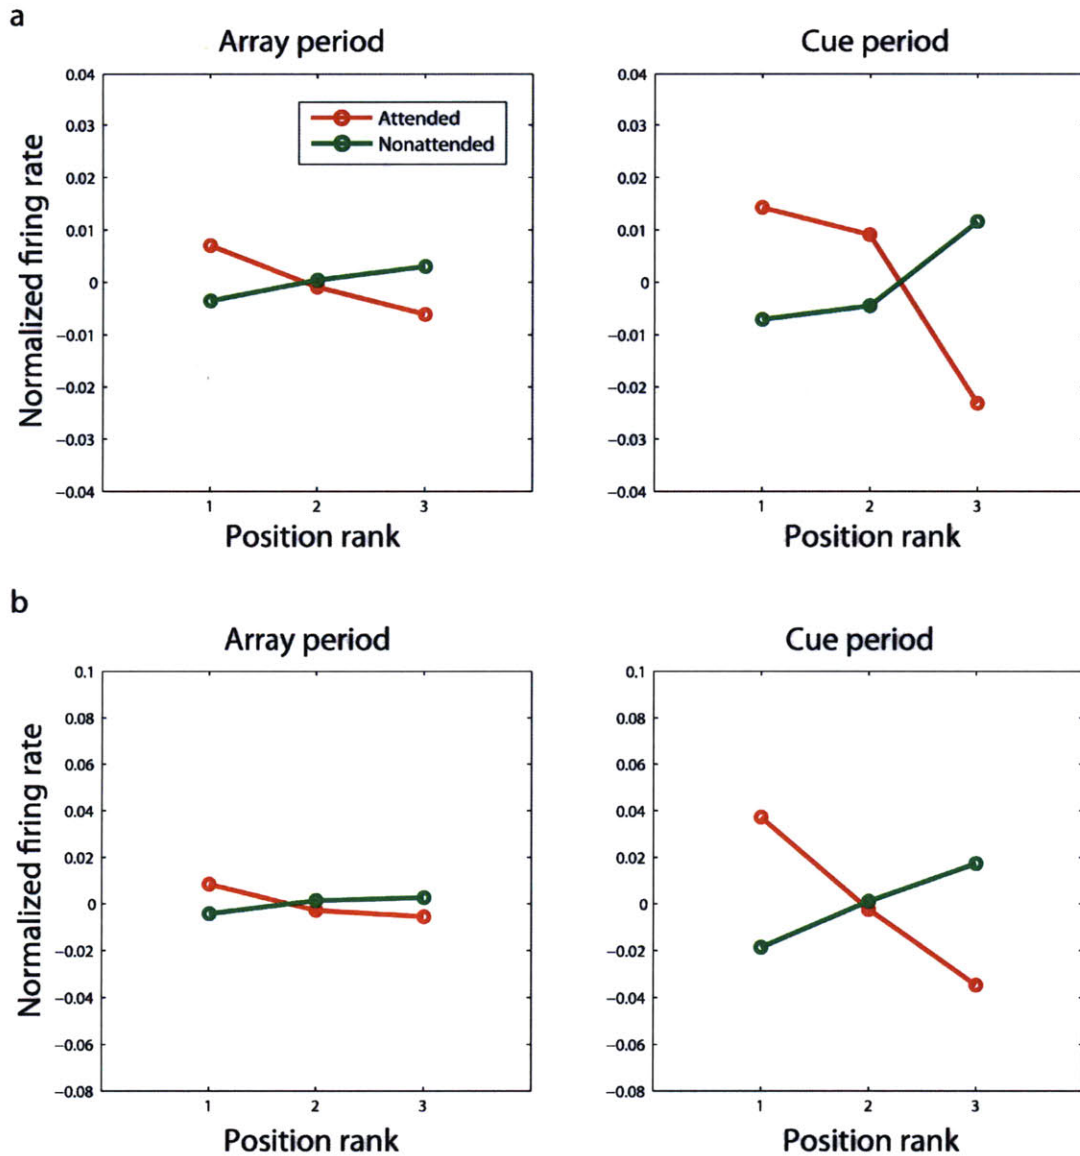 a
Array period
Cue period
Normalized firing rate
0.04
0.03
0.02
0.01
0
−0.01
−0.02
−0.03
−0.04
Attended
Nonattended
1 2 3
Position rank
0.04
0.03
0.02
0.01
0
−0.01
−0.02
−0.03
−0.04
1 2 3
Position rank
b
Array period
Cue period
Normalized firing rate
0.1
0.08
0.06
0.04
0.02
0
−0.02
−0.04
−0.06
−0.08
1 2 3
Position rank
0.1
0.08
0.06
0.04
0.02
0
−0.02
−0.04
−0.06
−0.08
1 2 3
Position rank